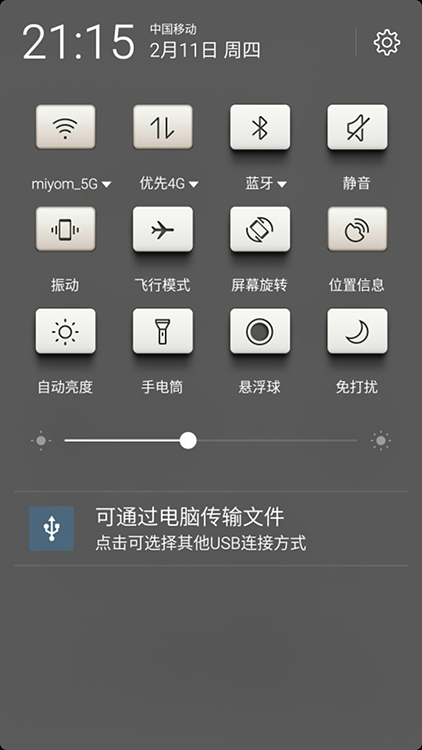 21:15
中国移动
2月11日 周四
miyom_5G
优先4G
蓝牙
静音
振动
飞行模式
屏幕旋转
位置信息
自动亮度
手电筒
悬浮球
免打扰
可通过电脑传输文件
点击可选择其他USB连接方式